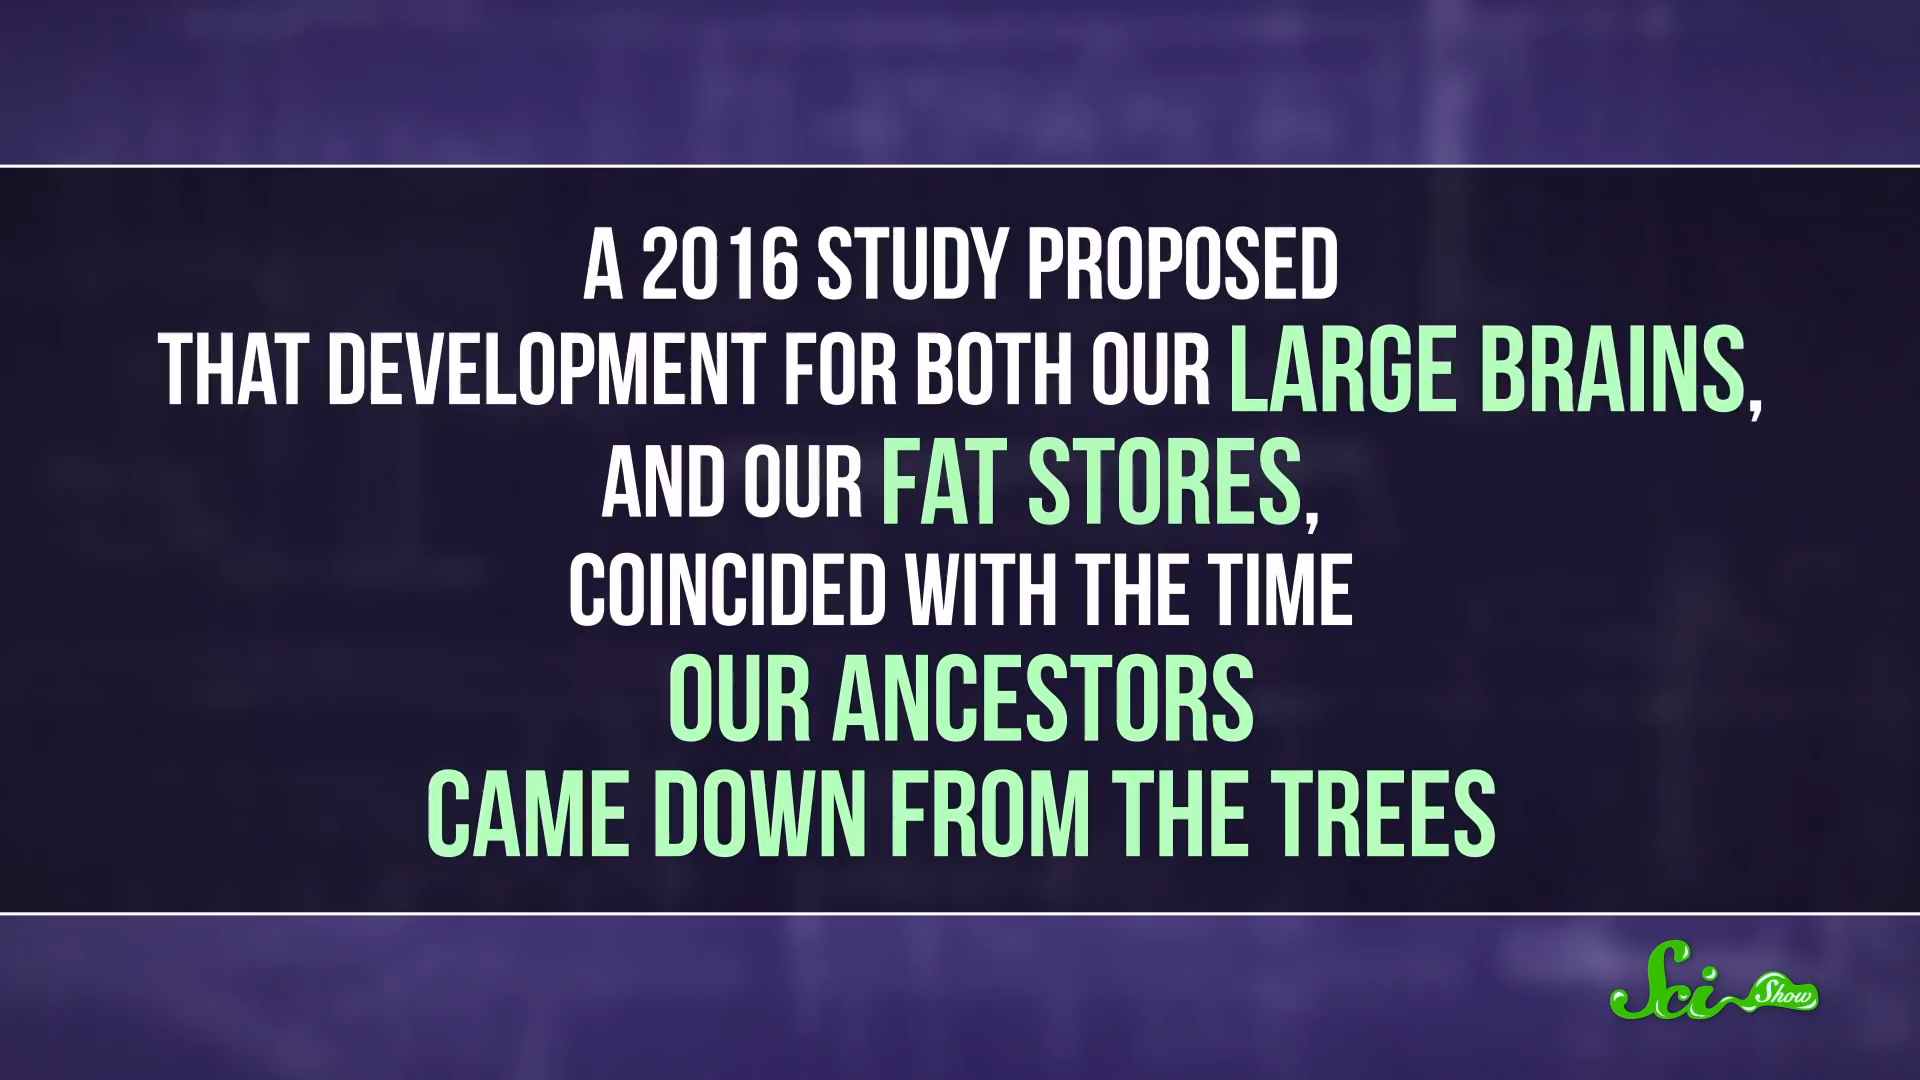 A 2016 STUDY PROPOSED
THAT DEVELOPMENT FOR BOTH OUR LARGE BRAINS,
AND OUR FAT STORES,
COINCIDED WITH THE TIME
OUR ANCESTORS
CAME DOWN FROM THE TREES
Sci Show